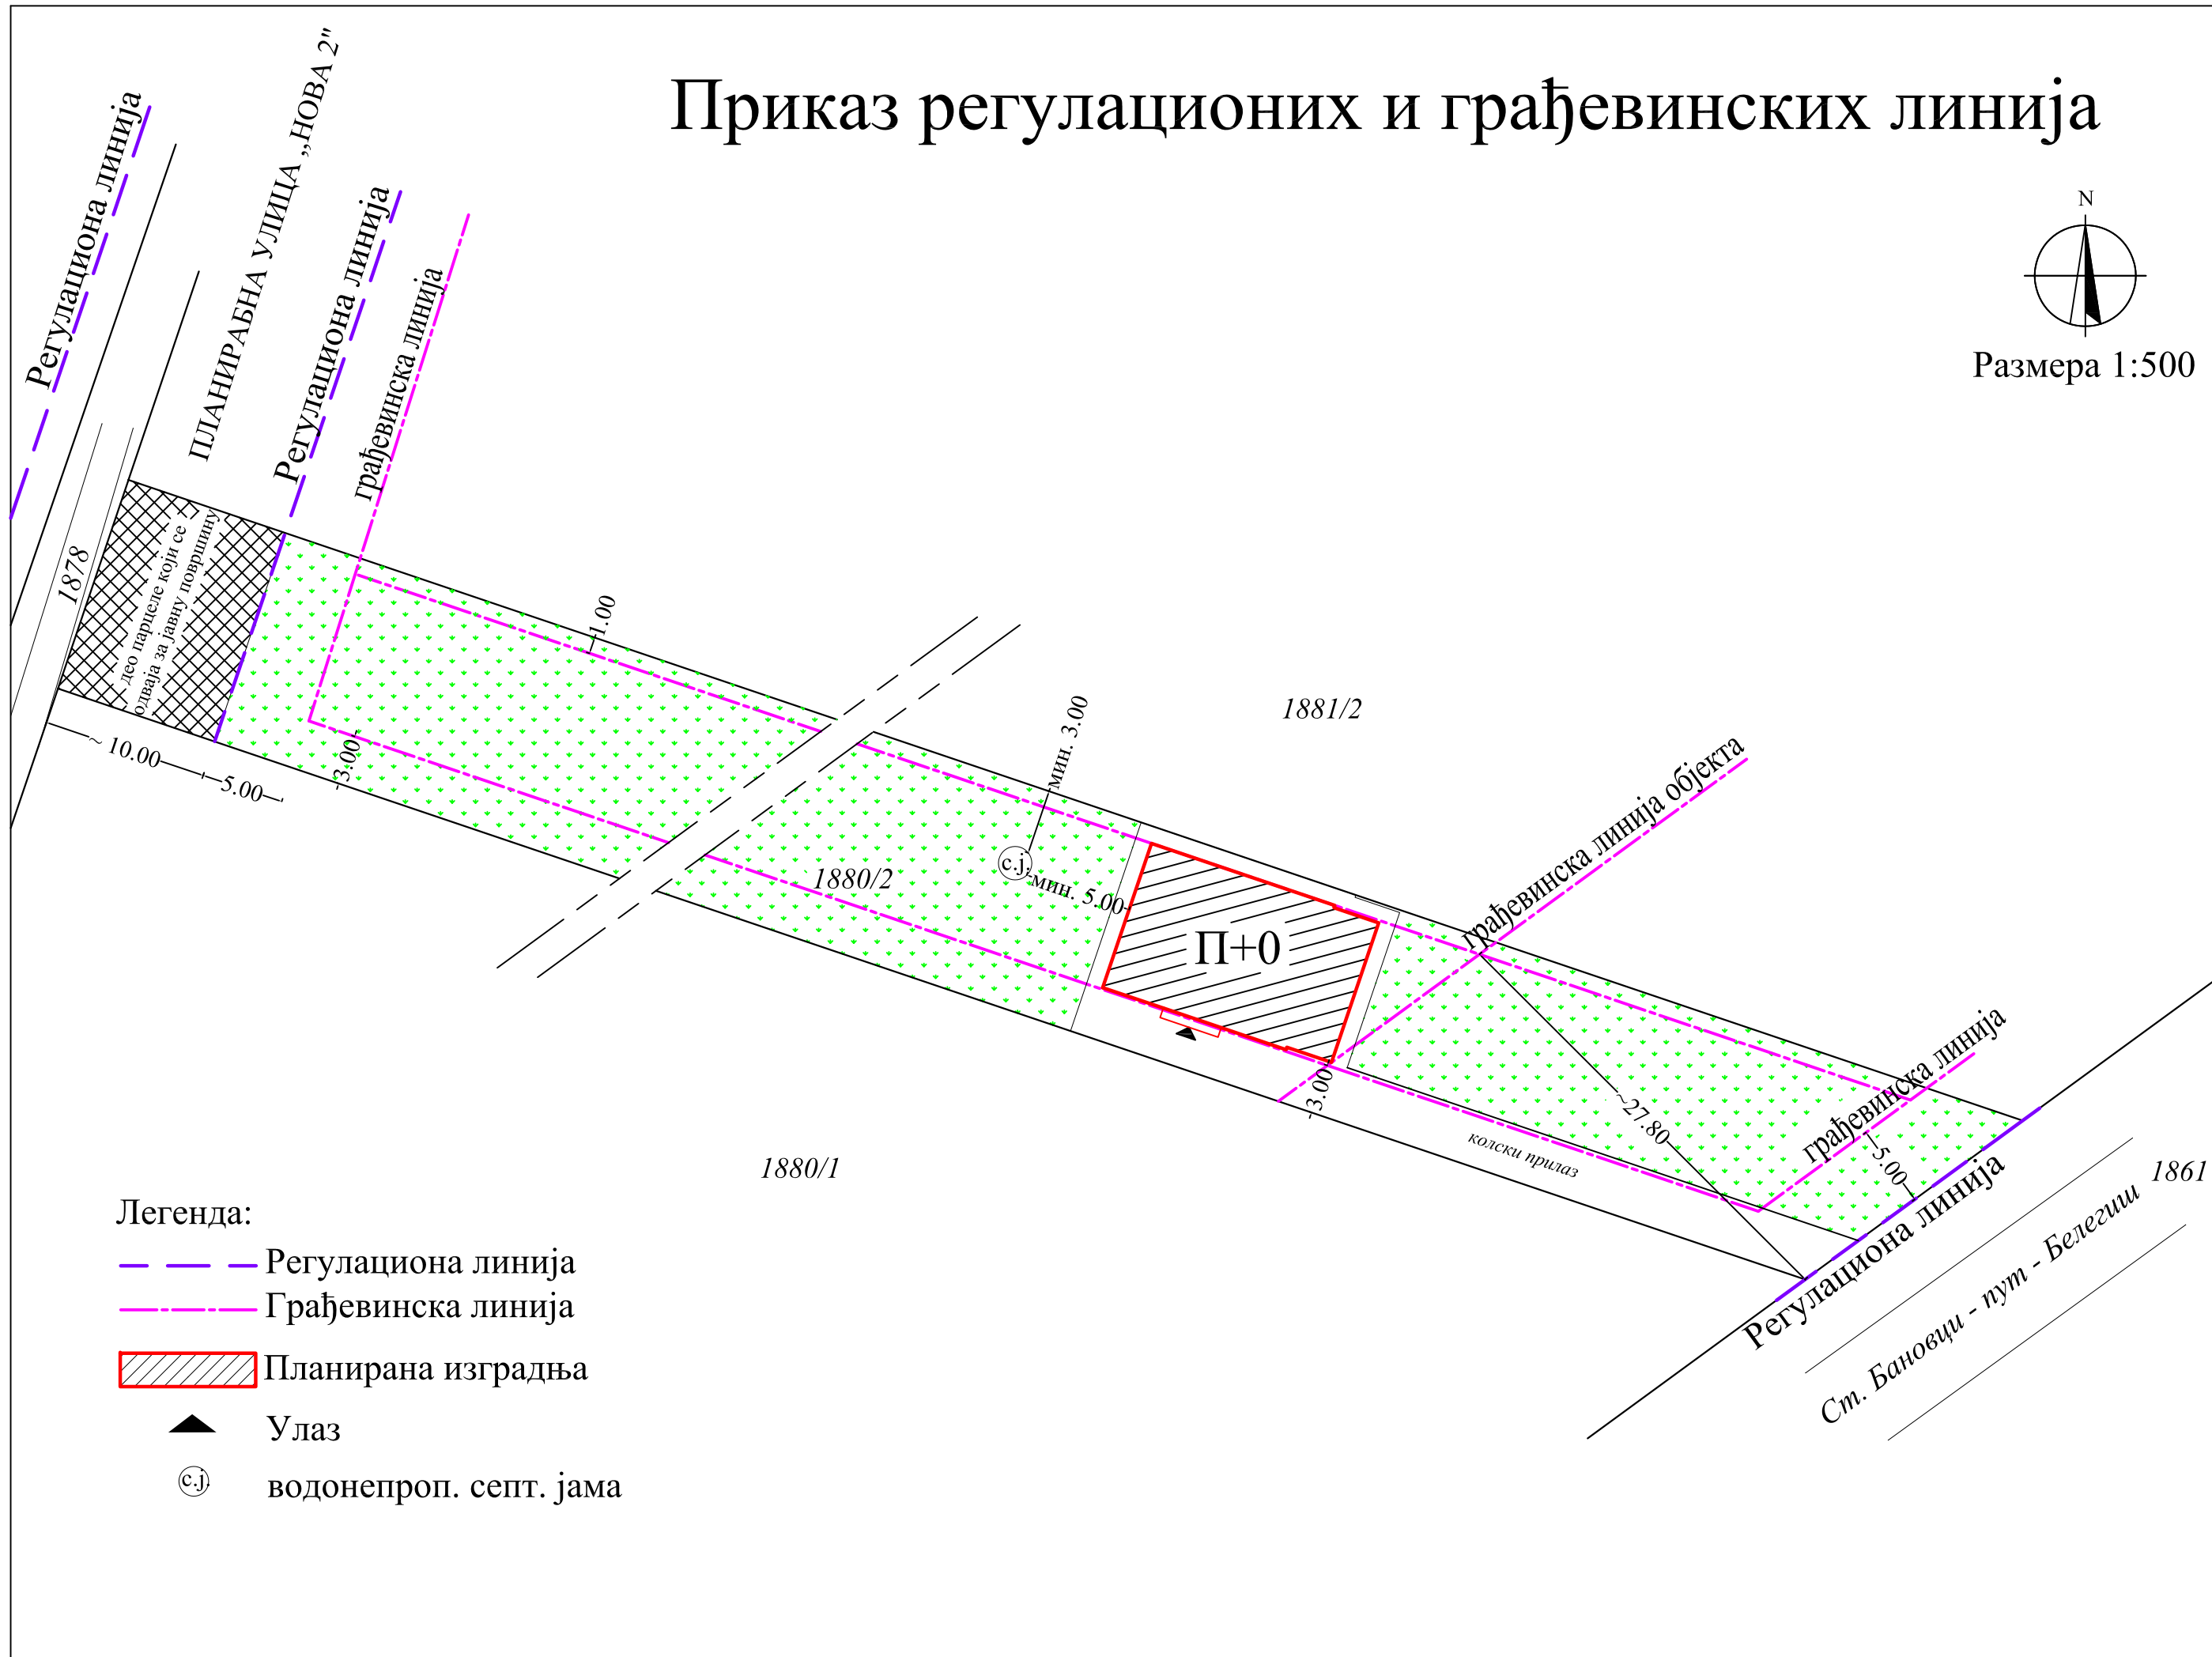 Приказ регулационих и грађевинских линија
N
Размера 1:500
Регулациона линија
ПЛАНИРАБНА УЛИЦА „НОВА 2"
Регулациона линија
грађевинска линија
1878
део парцеле који се
одваја за јавну површину
~ 10.00
5.00
3.00
1.00
1881/2
мин. 3.00
с.ј.
мин. 5.00
1880/2
П+0
грађевинска линија објекта
3.00
~27.80
колски прилаз
грађевинска линија
5.00
Регулациона линија
1861
Ст. Бановци - пут - Белегиш
1880/1
Легенда:
Регулациона линија
Грађевинска линија
Планирана изградња
Улаз
с.ј.
водонепроп. септ. јама